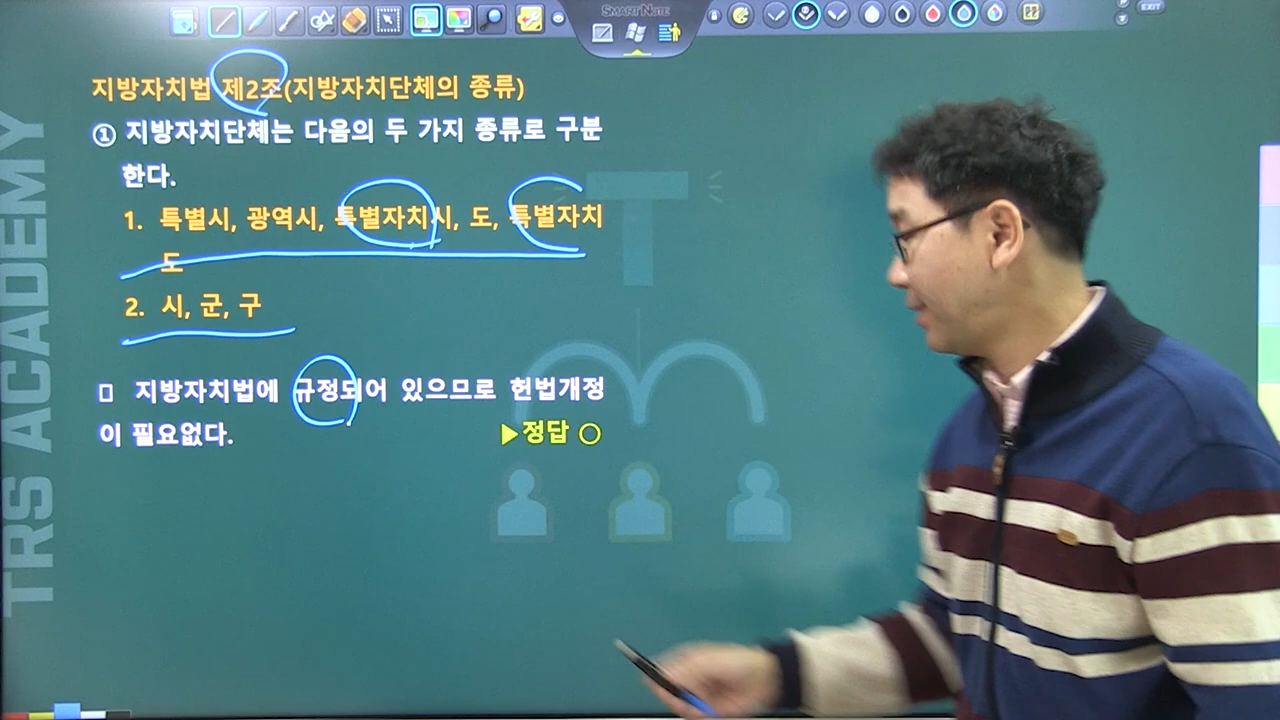 SMARTNOTE
EXIT
지방자치법 제2조(지방자치단체의 종류)
① 지방자치단체는 다음의 두 가지 종류로 구분
한다.
1. 특별시, 광역시, 특별자치시, 도, 특별자치
도
2. 시, 군, 구
□ 지방자치법에 규정되어 있으므로 헌법개정
이 필요없다.
▶정답 ○
TRS ACADEMY